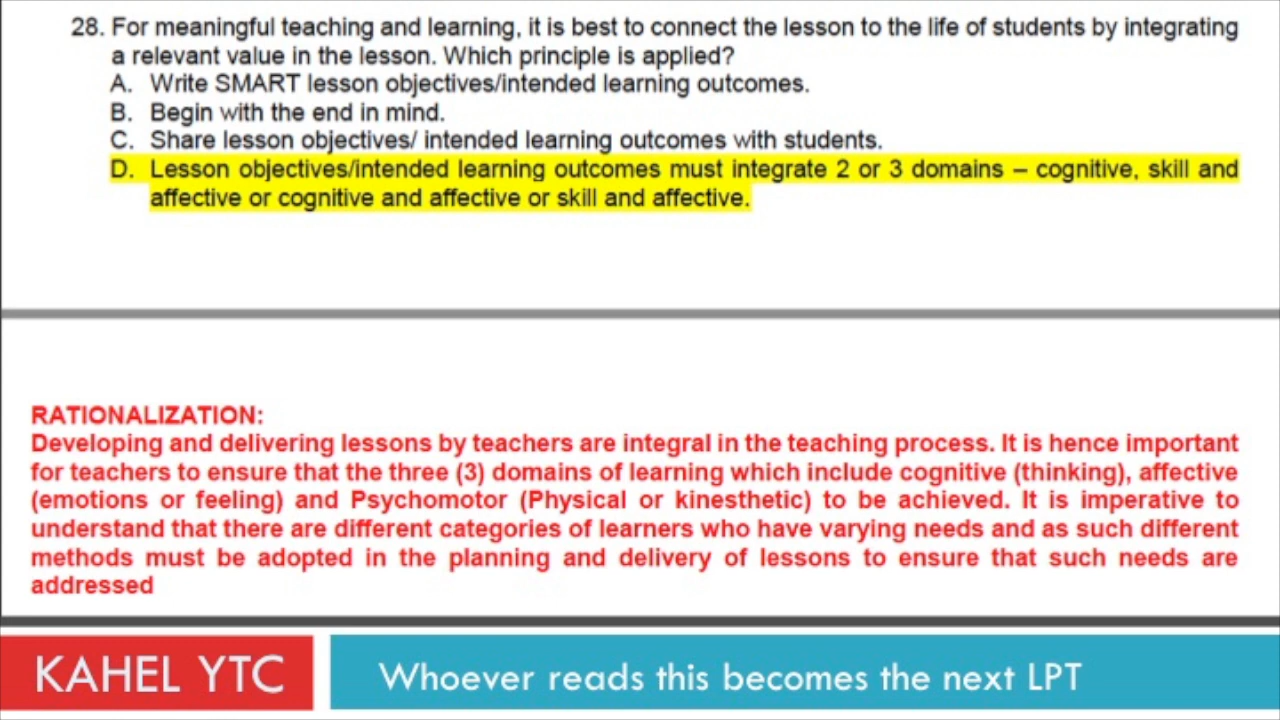 28. For meaningful teaching and learning, it is best to connect the lesson to the life of students by integrating
a relevant value in the lesson. Which principle is applied?
A. Write SMART lesson objectives/intended learning outcomes.
B. Begin with the end in mind.
C. Share lesson objectives/ intended learning outcomes with students.
D. Lesson objectives/intended learning outcomes must integrate 2 or 3 domains – cognitive, skill and
affective or cognitive and affective or skill and affective.
RATIONALIZATION:
Developing and delivering lessons by teachers are integral in the teaching process. It is hence important
for teachers to ensure that the three (3) domains of learning which include cognitive (thinking), affective
(emotions or feeling) and Psychomotor (Physical or kinesthetic) to be achieved. It is imperative to
understand that there are different categories of learners who have varying needs and as such different
methods must be adopted in the planning and delivery of lessons to ensure that such needs are
addressed
KAHEL YTC
Whoever reads this becomes the next LPT